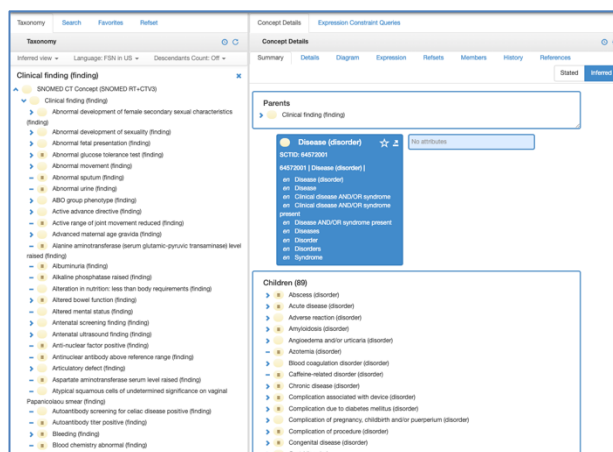 Taxonomy Search Favorites Refset
Taxonomy
Inferred view Language: FSN in US Descendants Count: Off
Clinical finding (finding)
SNOMED CT Concept (SNOMED RT+CTV3)
Clinical finding (finding)
Abnormal development of female secondary sexual characteristics
(finding)
Abnormal development of sexuality (finding)
Abnormal fetal presentation (finding)
Abnormal glucose tolerance test (finding)
Abnormal movement (finding)
Abnormal sputum (finding)
Abnormal urine (finding)
ABO group phenotype (finding)
Active advance directive (finding)
Active range of joint movement reduced (finding)
Advanced maternal age gravida (finding)
Alanine aminotransferase (serum glutamic-pyruvic transaminase) level
raised (finding)
Albuminuria (finding)
Alkaline phosphatase raised (finding)
Alteration in nutrition: less than body requirements (finding)
Altered bowel function (finding)
Altered mental status (finding)
Antenatal screening finding (finding)
Antenatal ultrasound finding (finding)
Anti-nuclear factor positive (finding)
Antinuclear antibody above reference range (finding)
Articulatory defect (finding)
Aspartate aminotransferase serum level raised (finding)
Atypical squamous cells of undetermined significance on vaginal
Papanicolaou smear (finding)
Autoantibody screening for celiac disease positive (finding)
Autoantibody titer positive (finding)
Bleeding (finding)
Blood chemistry abnormal (finding)
Concept Details Expression Constraint Queries
Concept Details
Summary Details Diagram Expression Refsets Members History References
Stated Inferred
Parents
Clinical finding (finding)
Disease (disorder)
SCTID: 64572001
64572001 | Disease (disorder) |
en Disease (disorder)
en Disease
en Clinical disease AND/OR syndrome
en Clinical disease AND/OR syndrome
present
en Disease AND/OR syndrome present
en Diseases
en Disorder
en Disorders
en Syndrome
No attributes
Children (89)
Abscess (disorder)
Acute disease (disorder)
Adverse reaction (disorder)
Amyloidosis (disorder)
Angioedema and/or urticaria (disorder)
Azotemia (disorder)
Blood coagulation disorder (disorder)
Caffeine-related disorder (disorder)
Chronic disease (disorder)
Complication associated with device (disorder)
Complication due to diabetes mellitus (disorder)
Complication of pregnancy, childbirth and/or puerperium (disorder)
Complication of procedure (disorder)
Congenital disease (disorder)